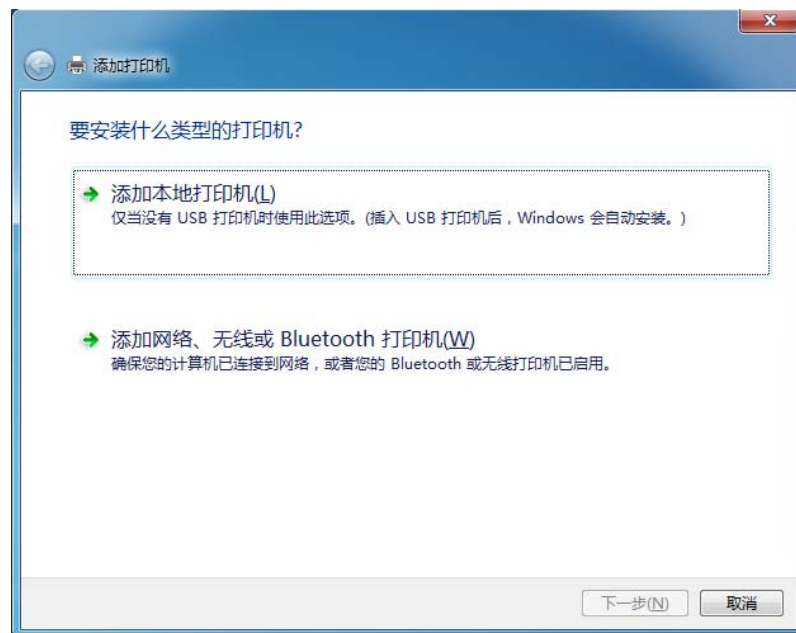 添加打印机
要安装什么类型的打印机?
添加本地打印机(L)
仅当没有 USB 打印机时使用此选项。(插入 USB 打印机后，Windows 会自动安装。)
添加网络、无线或 Bluetooth 打印机(W)
确保您的计算机已连接到网络，或者您的 Bluetooth 或无线打印机已启用。
下一步(N)
取消